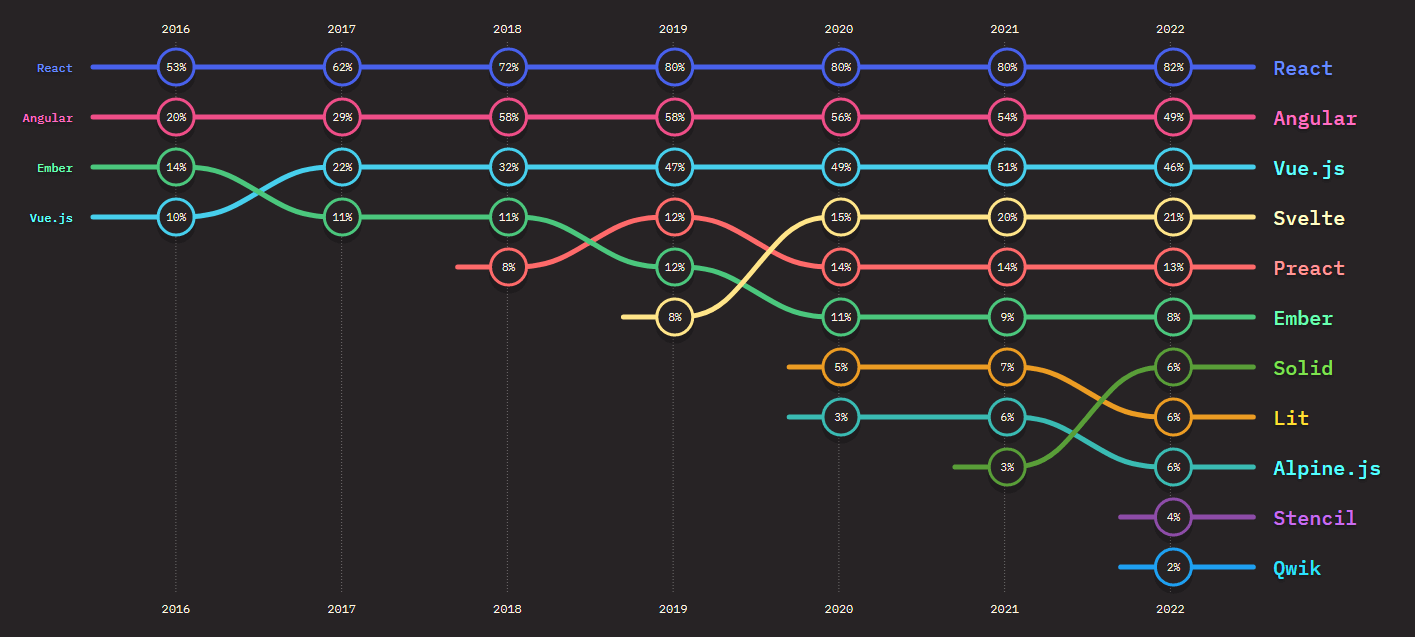 2016 2017 2018 2019 2020 2021 2022
React 53% 62% 72% 80% 80% 80% 82% React
Angular 20% 29% 58% 58% 56% 54% 49% Angular
Ember 14% 22% 32% 47% 49% 51% 46% Vue.js
Vue.js 10% 11% 11% 12% 15% 20% 21% Svelte
8% 12% 14% 14% 13% Preact
8% 11% 9% 8% Ember
5% 7% 6% Solid
3% 6% 6% Lit
3% 6% Alpine.js
4% Stencil
2% Qwik
2016 2017 2018 2019 2020 2021 2022